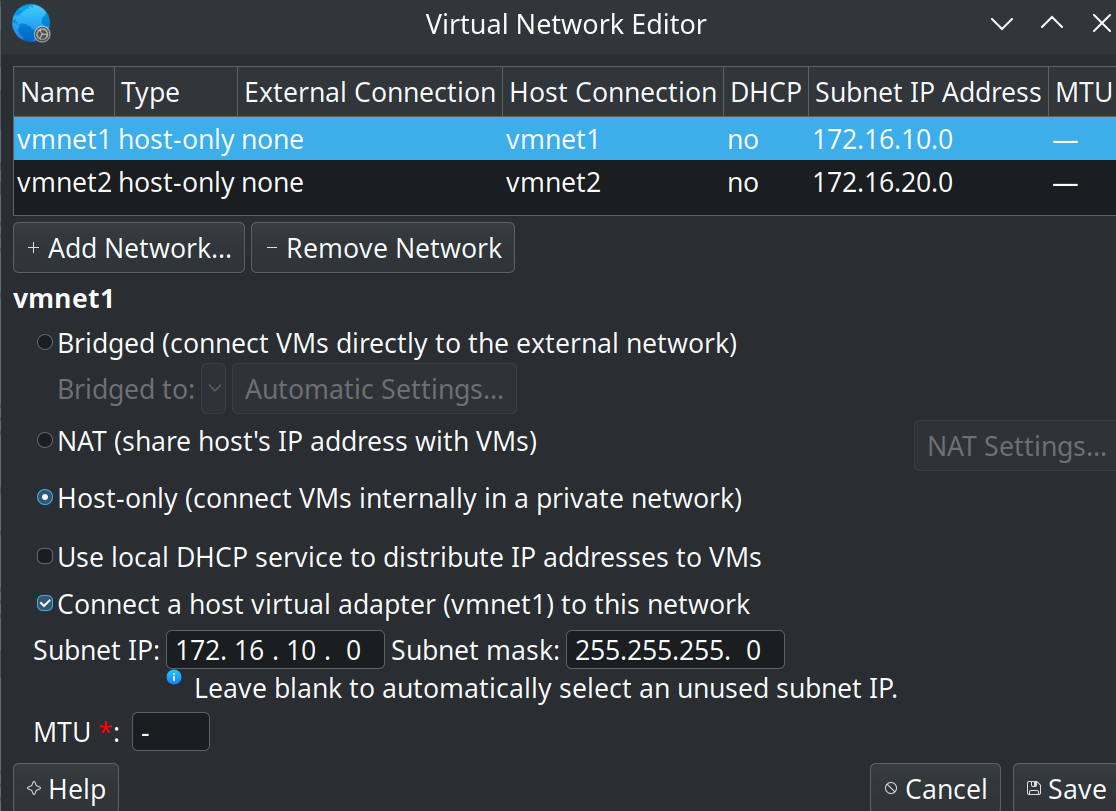 Virtual Network Editor
Name Type External Connection Host Connection DHCP Subnet IP Address MTU
vmnet1 host-only none vmnet1 no 172.16.10.0 —
vmnet2 host-only none vmnet2 no 172.16.20.0 —
+ Add Network... − Remove Network
vmnet1
Bridged (connect VMs directly to the external network)
Bridged to: Automatic Settings...
NAT (share host's IP address with VMs)
NAT Settings...
Host-only (connect VMs internally in a private network)
Use local DHCP service to distribute IP addresses to VMs
Connect a host virtual adapter (vmnet1) to this network
Subnet IP: 172. 16 . 10 . 0 Subnet mask: 255.255.255. 0
Leave blank to automatically select an unused subnet IP.
MTU *: -
Help Cancel Save